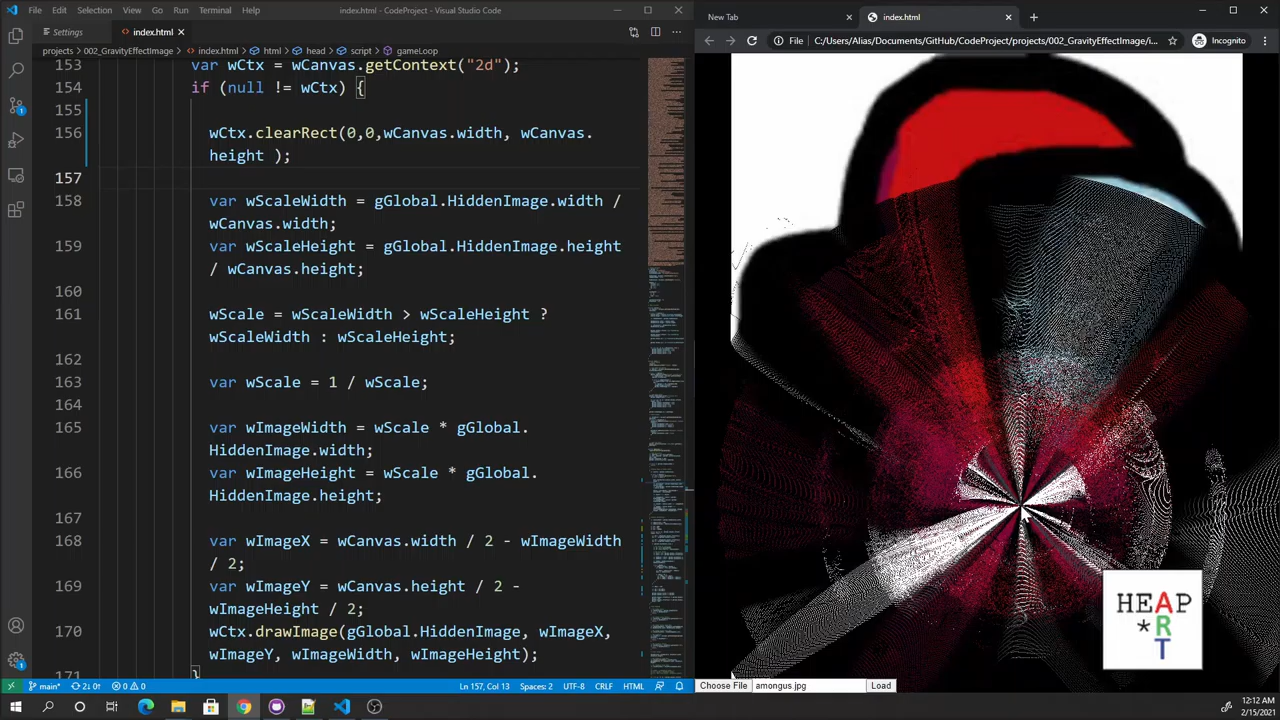 File Edit Selection View Go Run Terminal Help index.html - CodeProject - Visual Studio Code
Settings index.html
projects > 002_GravityEffectImage > index.html > html > head > script > gameLoop
153 var wCtx = wCanvas.getContext("2d");
154 if (null != wCtx) {
155
156 wCtx.clearRect(0,0,wCanvas.width, wCanvas.
height );
157
158 var wScaleWidth = gGlobal.HiddenImage.width /
wCanvas.width;
159 var wScaleHeight = gGlobal.HiddenImage.height
/ wCanvas.height;
160
161 wScale = wScaleWidth > wScaleHeight ?
wScaleWidth : wScaleHeight;
162
163 var wScale = 1 / wScale;
164
165 var wImageWidth = wScale * gGlobal.
HiddenImage.width;
166 var wImageHeight = wScale * gGlobal.
HiddenImage.height;
167
168 var wImageX = wCanvas.width / 2 - wImageWidth
169 var wImageY = wCanvas.height / 2 -
wImageHeight / 2;
170 wCtx.drawImage(gGlobal.HiddenImage, wImageX,
wImageY, wImageWidth, wImageHeight);
171 }
main* 2↓ 0↑ 0 0 Ln 157, Col 13 Spaces: 2 UTF-8 CRLF HTML
New Tab index.html
File C:/Users/Alias/Documents/GitHub/CodeProject/projects/002_GravityEffectImage/i... Incognito
HEAP
*R
T
Choose File amongus.jpg Load
12:12 AM
2/15/2021